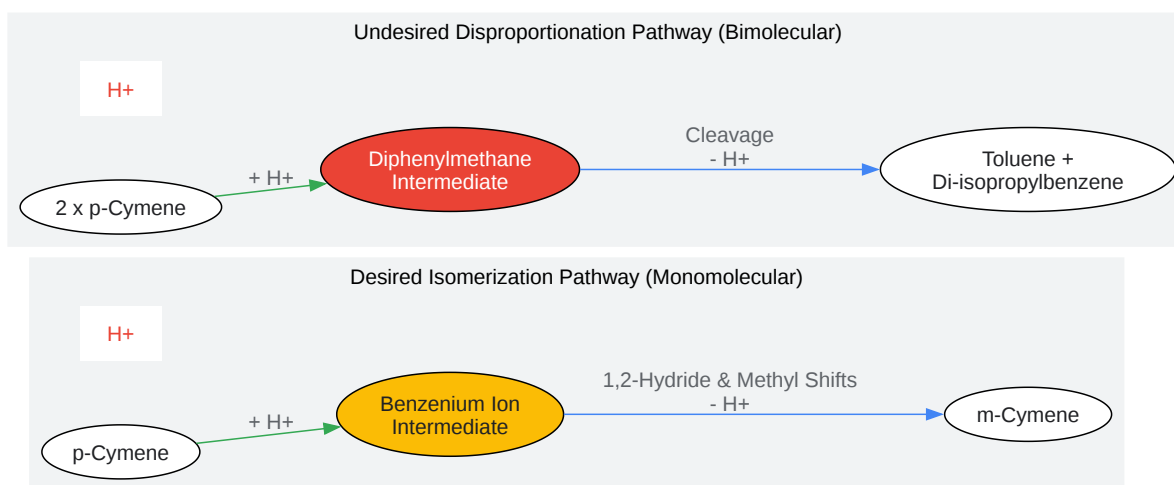 Undesired Disproportionation Pathway (Bimolecular)
H+
2 x p-Cymene
+ H+
Diphenylmethane
Intermediate
Cleavage
- H+
Toluene +
Di-isopropylbenzene
Desired Isomerization Pathway (Monomolecular)
H+
p-Cymene
+ H+
Benzenium Ion
Intermediate
1,2-Hydride & Methyl Shifts
- H+
m-Cymene